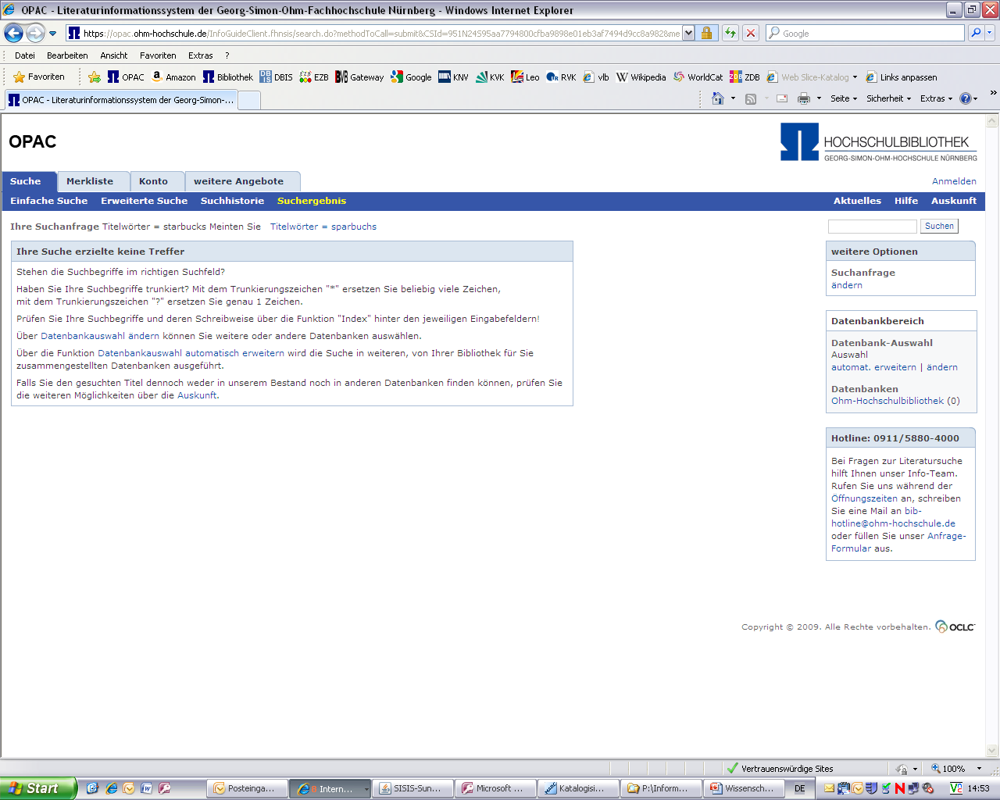 OPAC - Literaturinformationssystem der Georg-Simon-Ohm-Fachhochschule Nürnberg - Windows Internet Explorer
https://opac.ohm-hochschule.de/InfoGuideClient.fhnsis/search.do?methodToCall=submit&CSId=951N24S95aa7794800cfba9898e01eb3af7494d9cc8a982&me
Google
Datei Bearbeiten Ansicht Favoriten Extras ?
Favoriten OPAC Amazon Bibliothek DBIS EZB Gateway Google KNV KVK Leo RVK vlb Wikipedia WorldCat ZDB Web Slice-Katalog Links anpassen
OPAC - Literaturinformationssystem der Georg-Simon-... Seite Sicherheit Extras
OPAC
HOCHSCHULBIBLIOTHEK
GEORG-SIMON-OHM-HOCHSCHULE NÜRNBERG
Suche Merkliste Konto weitere Angebote Anmelden
Einfache Suche Erweiterte Suche Suchhistorie Suchergebnis Aktuelles Hilfe Auskunft
Ihre Suchanfrage Titelwörter = starbucks Meinten Sie Titelwörter = sparbuchs
Suchen
Ihre Suche erzielte keine Treffer
Stehen die Suchbegriffe im richtigen Suchfeld?
Haben Sie Ihre Suchbegriffe trunkiert? Mit dem Trunkierungszeichen "*" ersetzen Sie beliebig viele Zeichen,
mit dem Trunkierungszeichen "?" ersetzen Sie genau 1 Zeichen.
Prüfen Sie Ihre Suchbegriffe und deren Schreibweise über die Funktion "Index" hinter den jeweiligen Eingabefeldern!
Über Datenbankauswahl ändern können Sie weitere oder andere Datenbanken auswählen.
Über die Funktion Datenbankauswahl automatisch erweitern wird die Suche in weiteren, von Ihrer Bibliothek für Sie
zusammengestellten Datenbanken ausgeführt.
Falls Sie den gesuchten Titel dennoch weder in unserem Bestand noch in anderen Datenbanken finden können, prüfen Sie
die weiteren Möglichkeiten über die Auskunft.
weitere Optionen
Suchanfrage
ändern
Datenbankbereich
Datenbank-Auswahl
Auswahl
automat. erweitern | ändern
Datenbanken
Ohm-Hochschulbibliothek (0)
Hotline: 0911/5880-4000
Bei Fragen zur Literatursuche
hilft Ihnen unser Info-Team.
Rufen Sie uns während der
Öffnungszeiten an, schreiben
Sie eine Mail an bib-
hotline@ohm-hochschule.de
oder füllen Sie unser Anfrage-
Formular aus.
Copyright © 2009. Alle Rechte vorbehalten. OCLC
Vertrauenswürdige Sites 100%
Start Posteinga... 8 Intern... SISIS-Sun... Microsoft ... Katalogisi... P:\Inform... Wissensch... DE 14:53